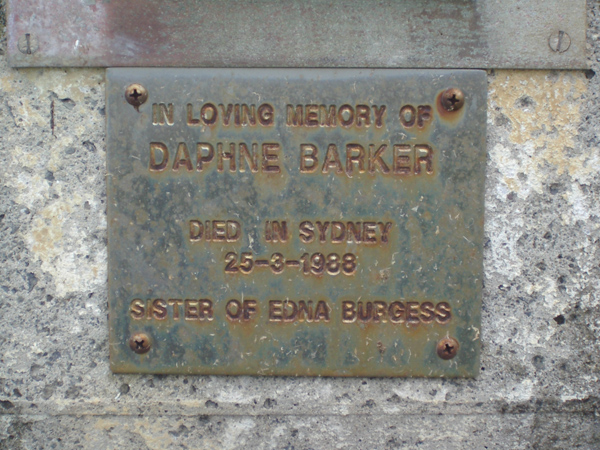 IN LOVING MEMORY OF
DAPHNE BARKER
DIED IN SYDNEY
25-3-1988
SISTER OF EDNA BURGESS